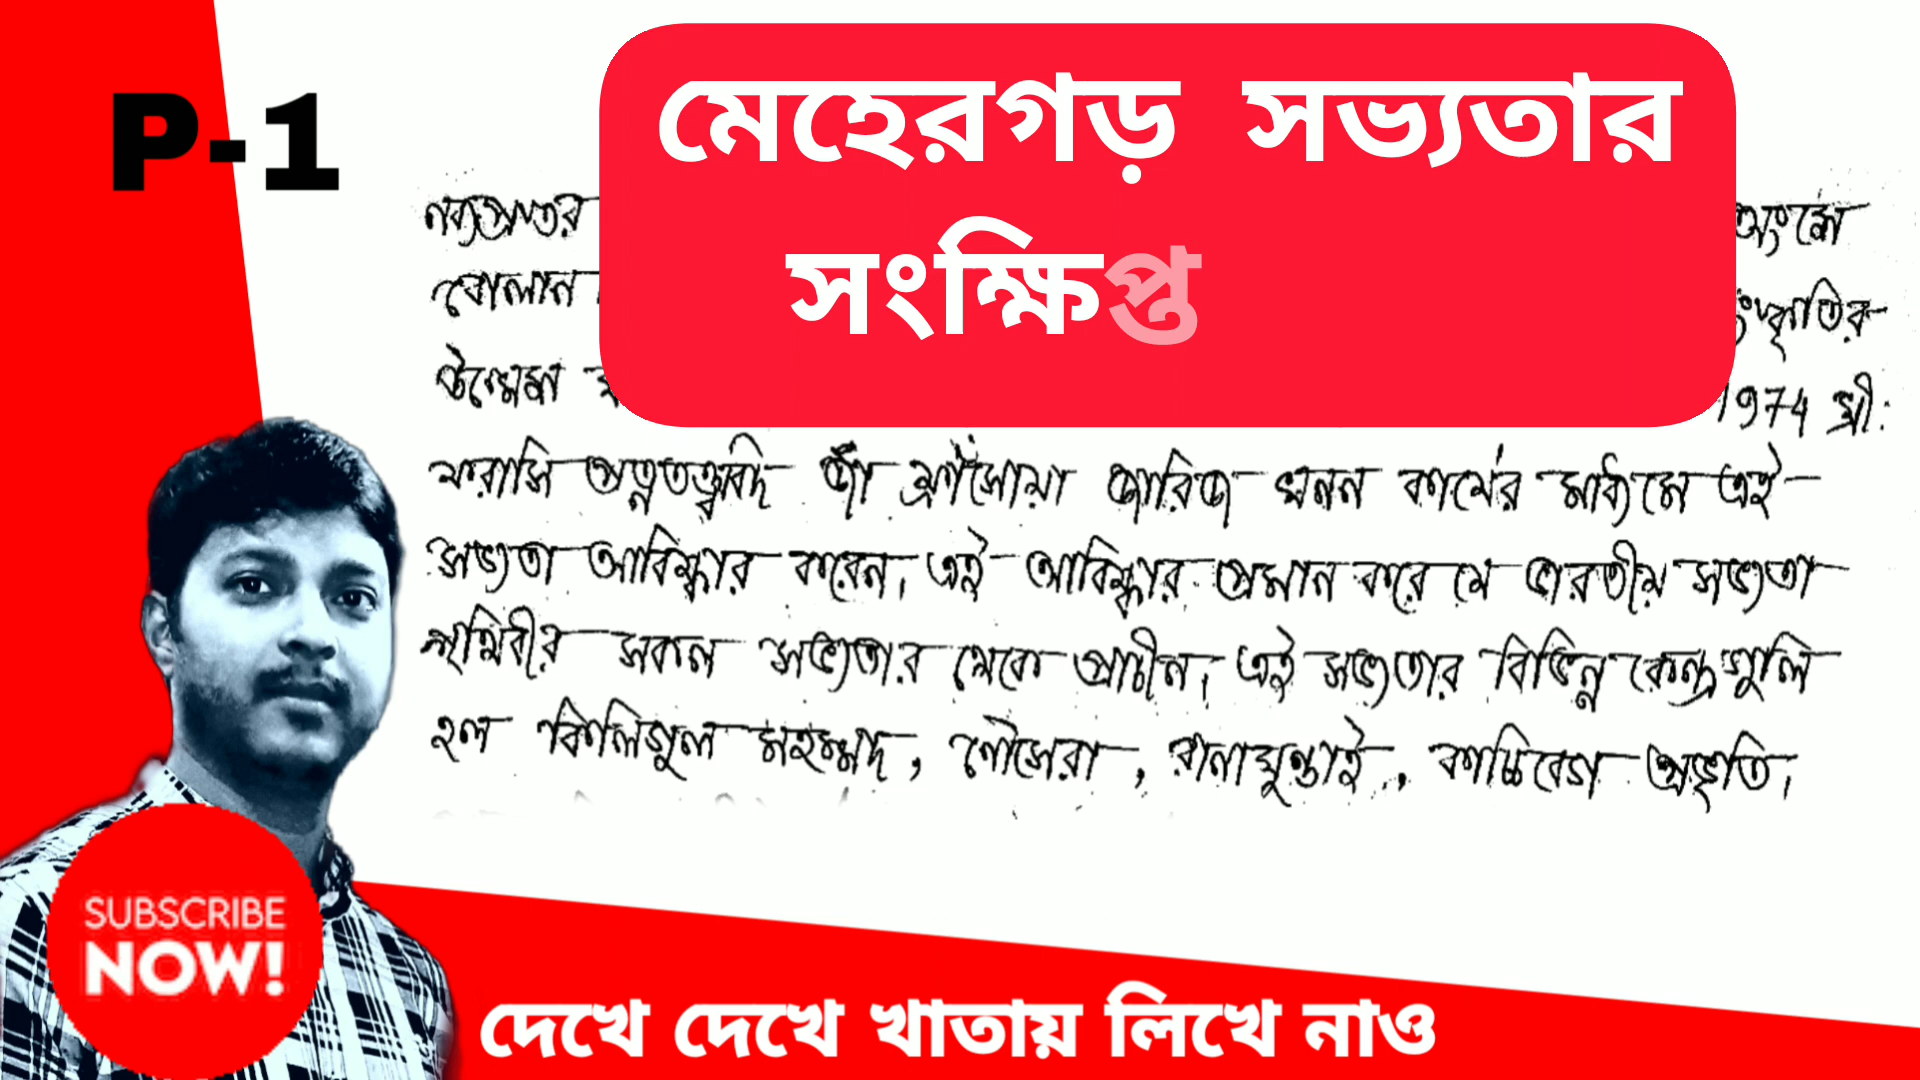 P-1
মেহেরগড় সভ্যতার
সংক্ষিপ্ত
নব্যপ্রস্তর অংশে
বোলান
উন্মেষ 1974 খ্রী:
ফরাসি প্রত্নতত্ত্ববিদ জাঁ ফ্রাঁসোয়া জারিজ খনন কার্যের মাধ্যমে এই
সভ্যতা আবিষ্কার করেন। এই আবিষ্কার প্রমান করে যে ভারতীয় সভ্যতা
পৃথিবীর সকল সভ্যতার থেকে প্রাচীন। এই সভ্যতার বিভিন্ন কেন্দ্রগুলি
হল কিলিগুল মহম্মদ, নৌসেরা, রানাঘুন্ডাই, কাচ্চিবেগ প্রভৃতি।
SUBSCRIBE
NOW!
দেখে দেখে খাতায় লিখে নাও